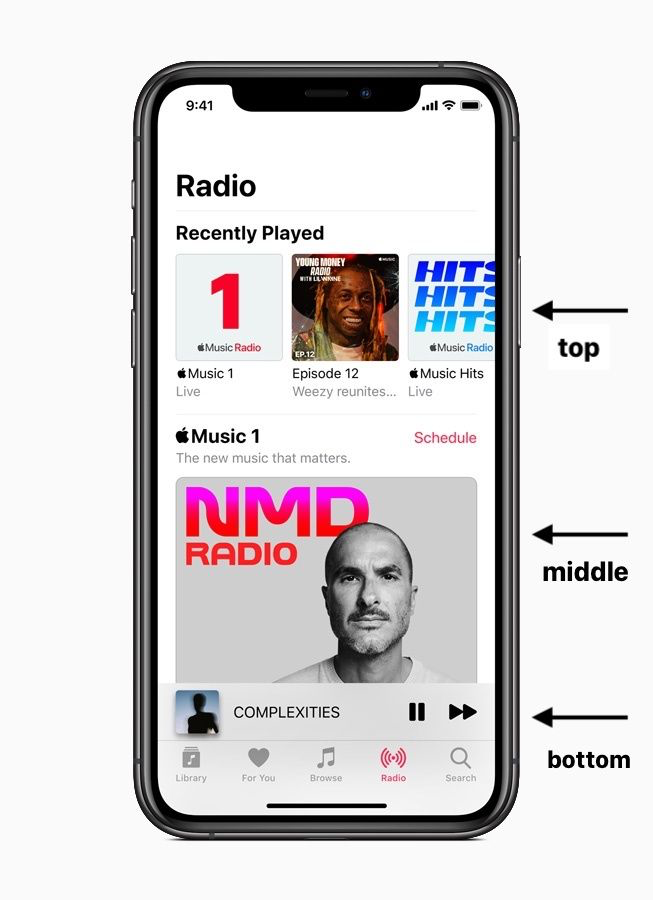 9:41
Radio
Recently Played
1
Music Radio
YOUNG MONEY
RADIO
WITH LIL WAYNE
MUSIC
EP.12
HITS
HITS
HITS
Music Radio
Music 1
Live
Episode 12
Weezy reunites...
Music Hits
Live
top
Music 1
Schedule
The new music that matters.
NMD
RADIO
middle
COMPLEXITIES
bottom
Library
For You
Browse
Radio
Search